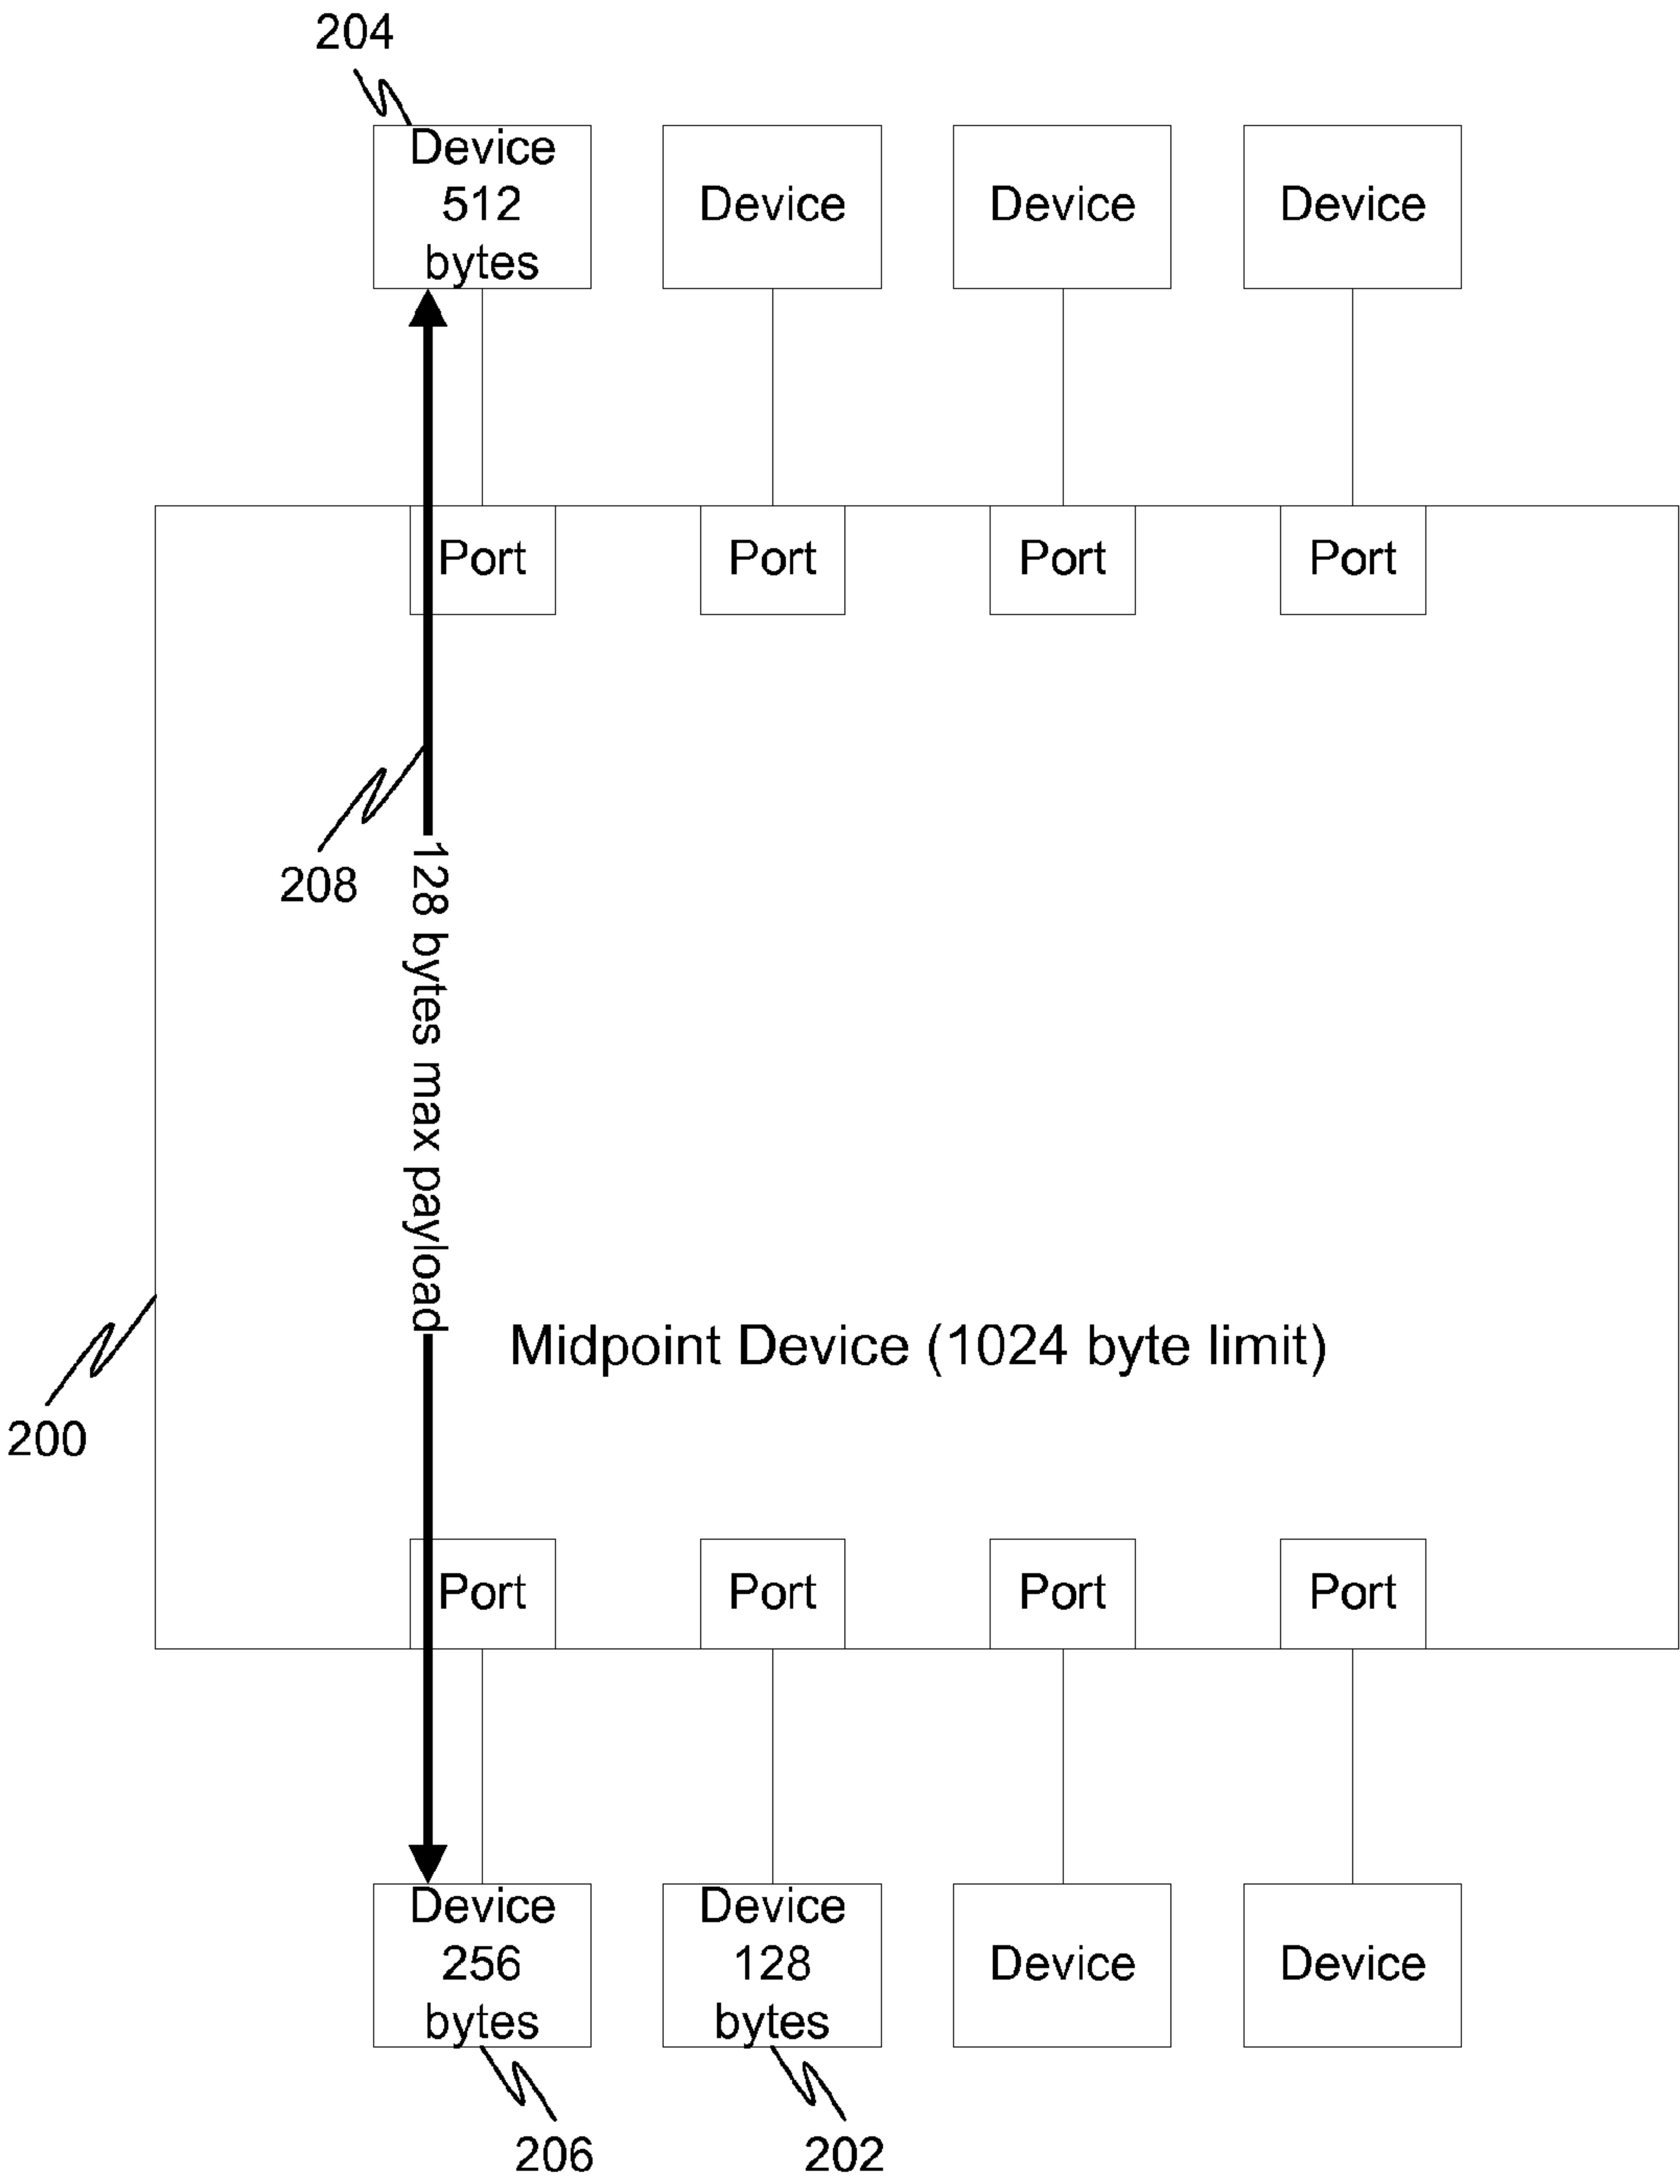 204
Device
512
bytes
Device
Device
Device
Port
Port
Port
Port
208
128 bytes max payload
Midpoint Device (1024 byte limit)
200
Port
Port
Port
Port
Device
256
bytes
Device
128
bytes
Device
Device
206
202